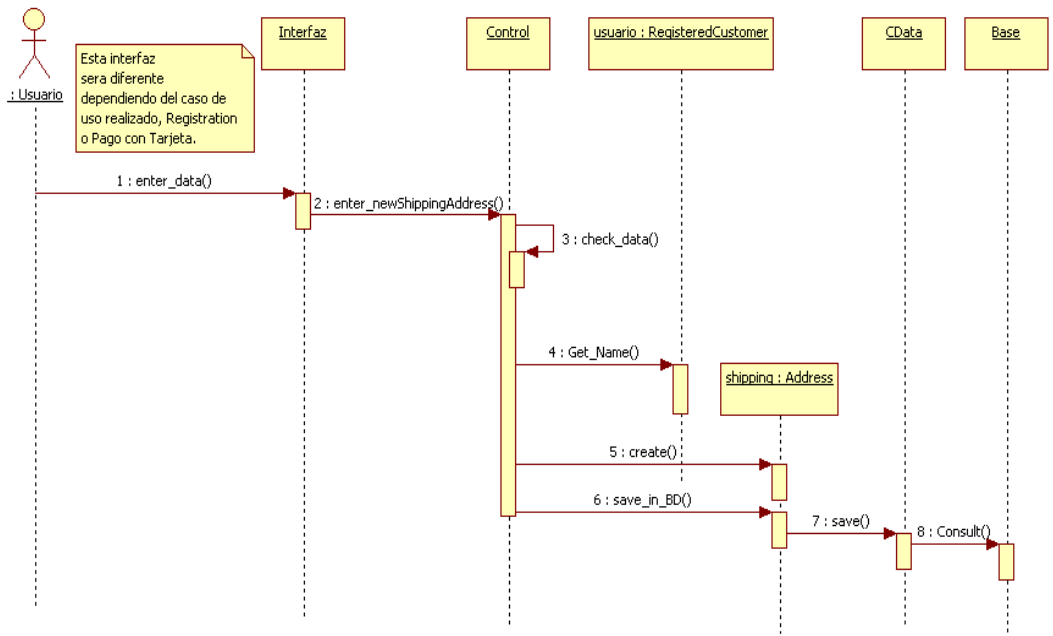 Interfaz
Control
usuario : RegisteredCustomer
CData
Base
: Usuario
Esta interfaz
sera diferente
dependiendo del caso de
uso realizado, Registration
o Pago con Tarjeta.
1 : enter_data()
2 : enter_newShippingAddress()
3 : check_data()
4 : Get_Name()
shipping : Address
5 : create()
6 : save_in_BD()
7 : save()
8 : Consult()